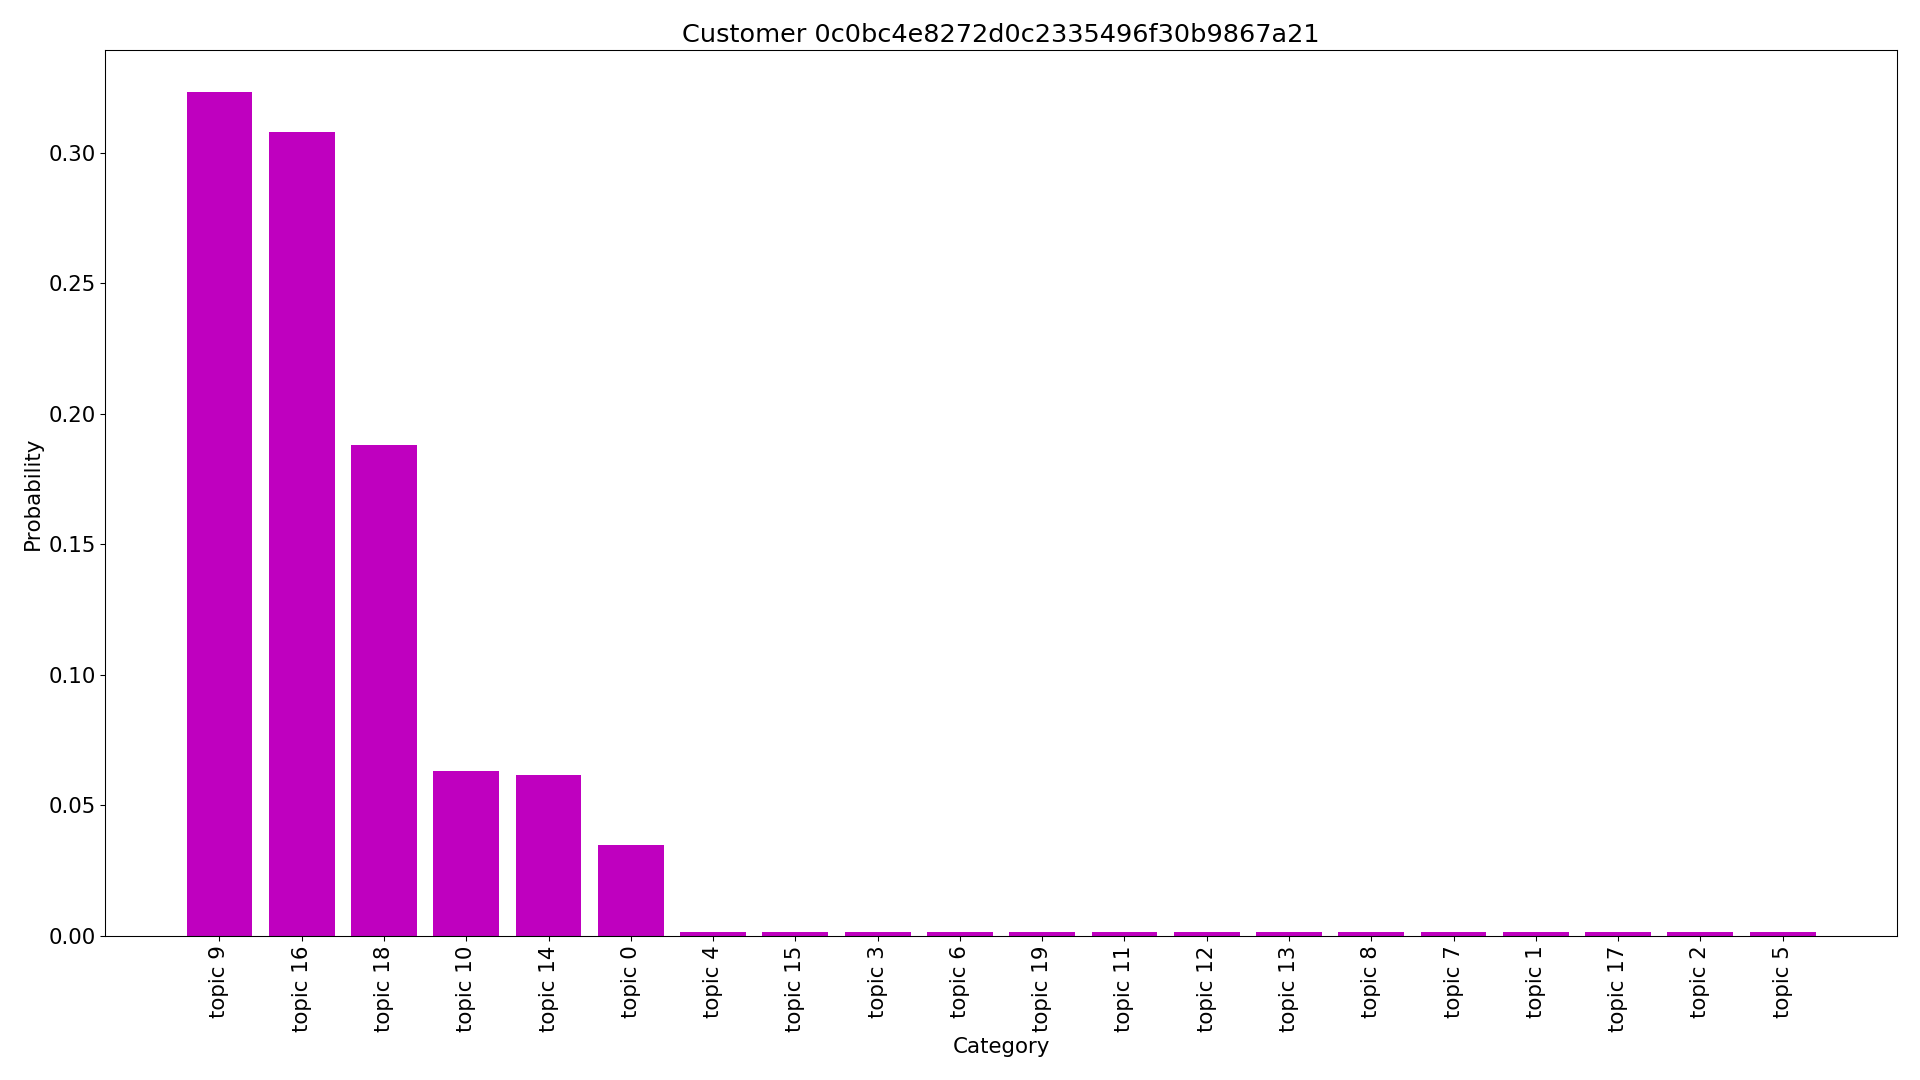 Customer 0c0bc4e8272d0c2335496f30b9867a21
Probability
0.30
0.25
0.20
0.15
0.10
0.05
0.00
topic 9
topic 16
topic 18
topic 10
topic 14
topic 0
topic 4
topic 15
topic 3
topic 6
topic 19
topic 11
topic 12
topic 13
topic 8
topic 7
topic 1
topic 17
topic 2
topic 5
Category